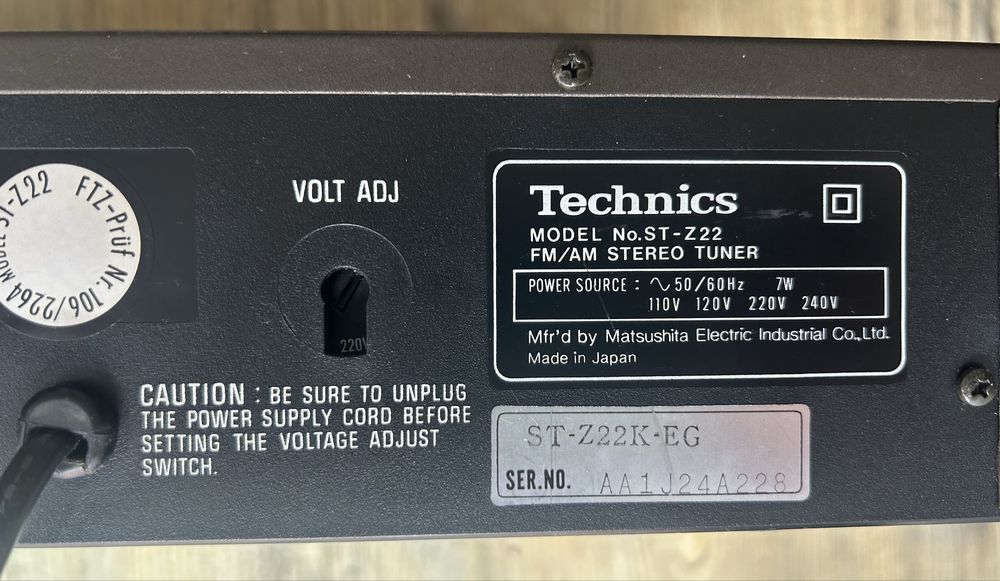 MODEL ST-Z22
FTZ-Prüf Nr. 106/2264
VOLT ADJ
220V
CAUTION : BE SURE TO UNPLUG
THE POWER SUPPLY CORD BEFORE
SETTING THE VOLTAGE ADJUST
SWITCH.
Technics
MODEL No.ST-Z22
FM/AM STEREO TUNER
POWER SOURCE : ∿50/60Hz 7W
110V 120V 220V 240V
Mfr'd by Matsushita Electric Industrial Co.,Ltd.
Made in Japan
ST-Z22K-EG
SER.NO. AA1J24A228